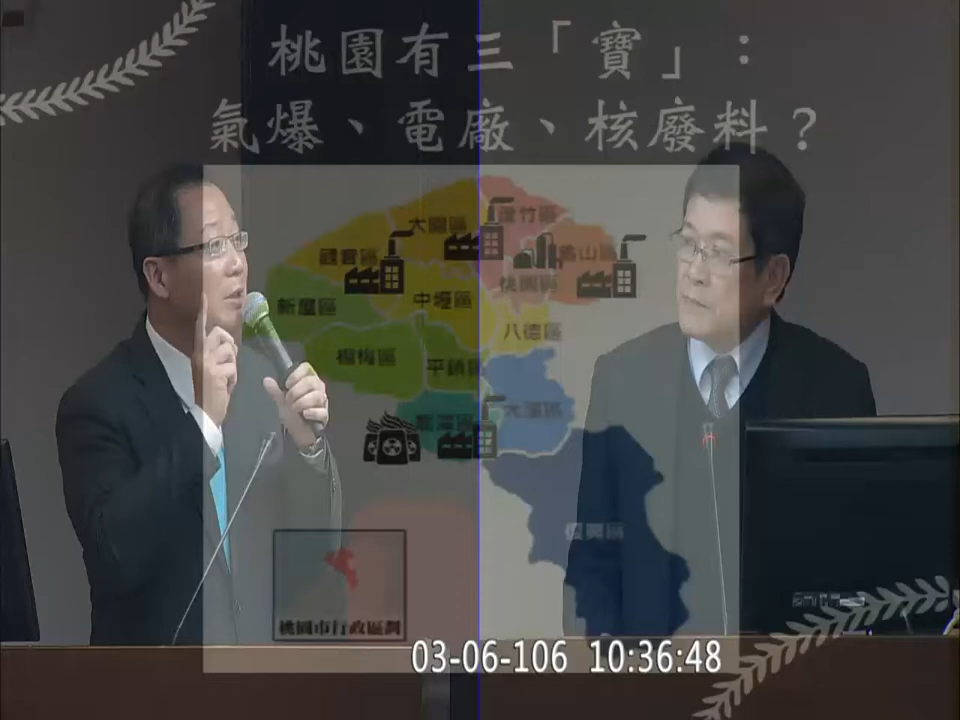 桃園有三「寶」：
氣爆、電廠、核廢料？
蘆竹區
大園區
觀音區
龜山區
桃園區
新屋區
中壢區
八德區
楊梅區
平鎮區
龍潭區
大溪區
復興區
桃園市行政區劃
03-06-106 10:36:48